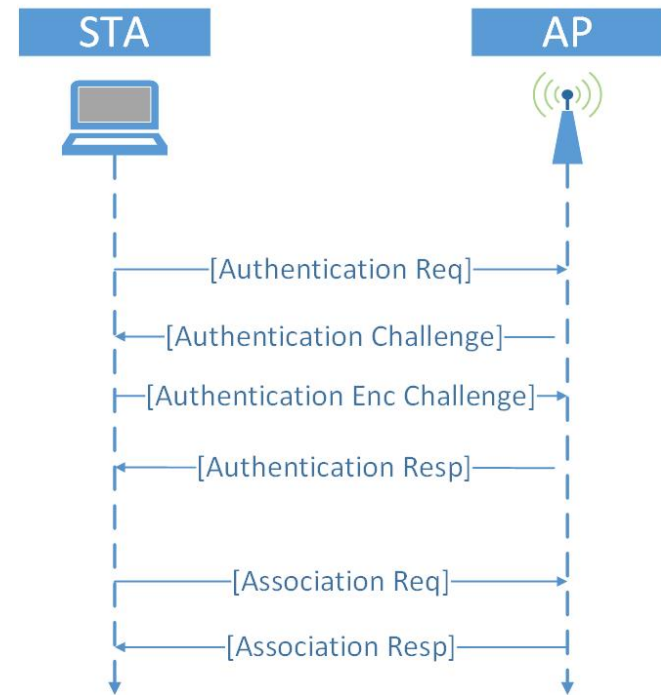 STA
AP
[Authentication Req]
[Authentication Challenge]
[Authentication Enc Challenge]
[Authentication Resp]
[Association Req]
[Association Resp]